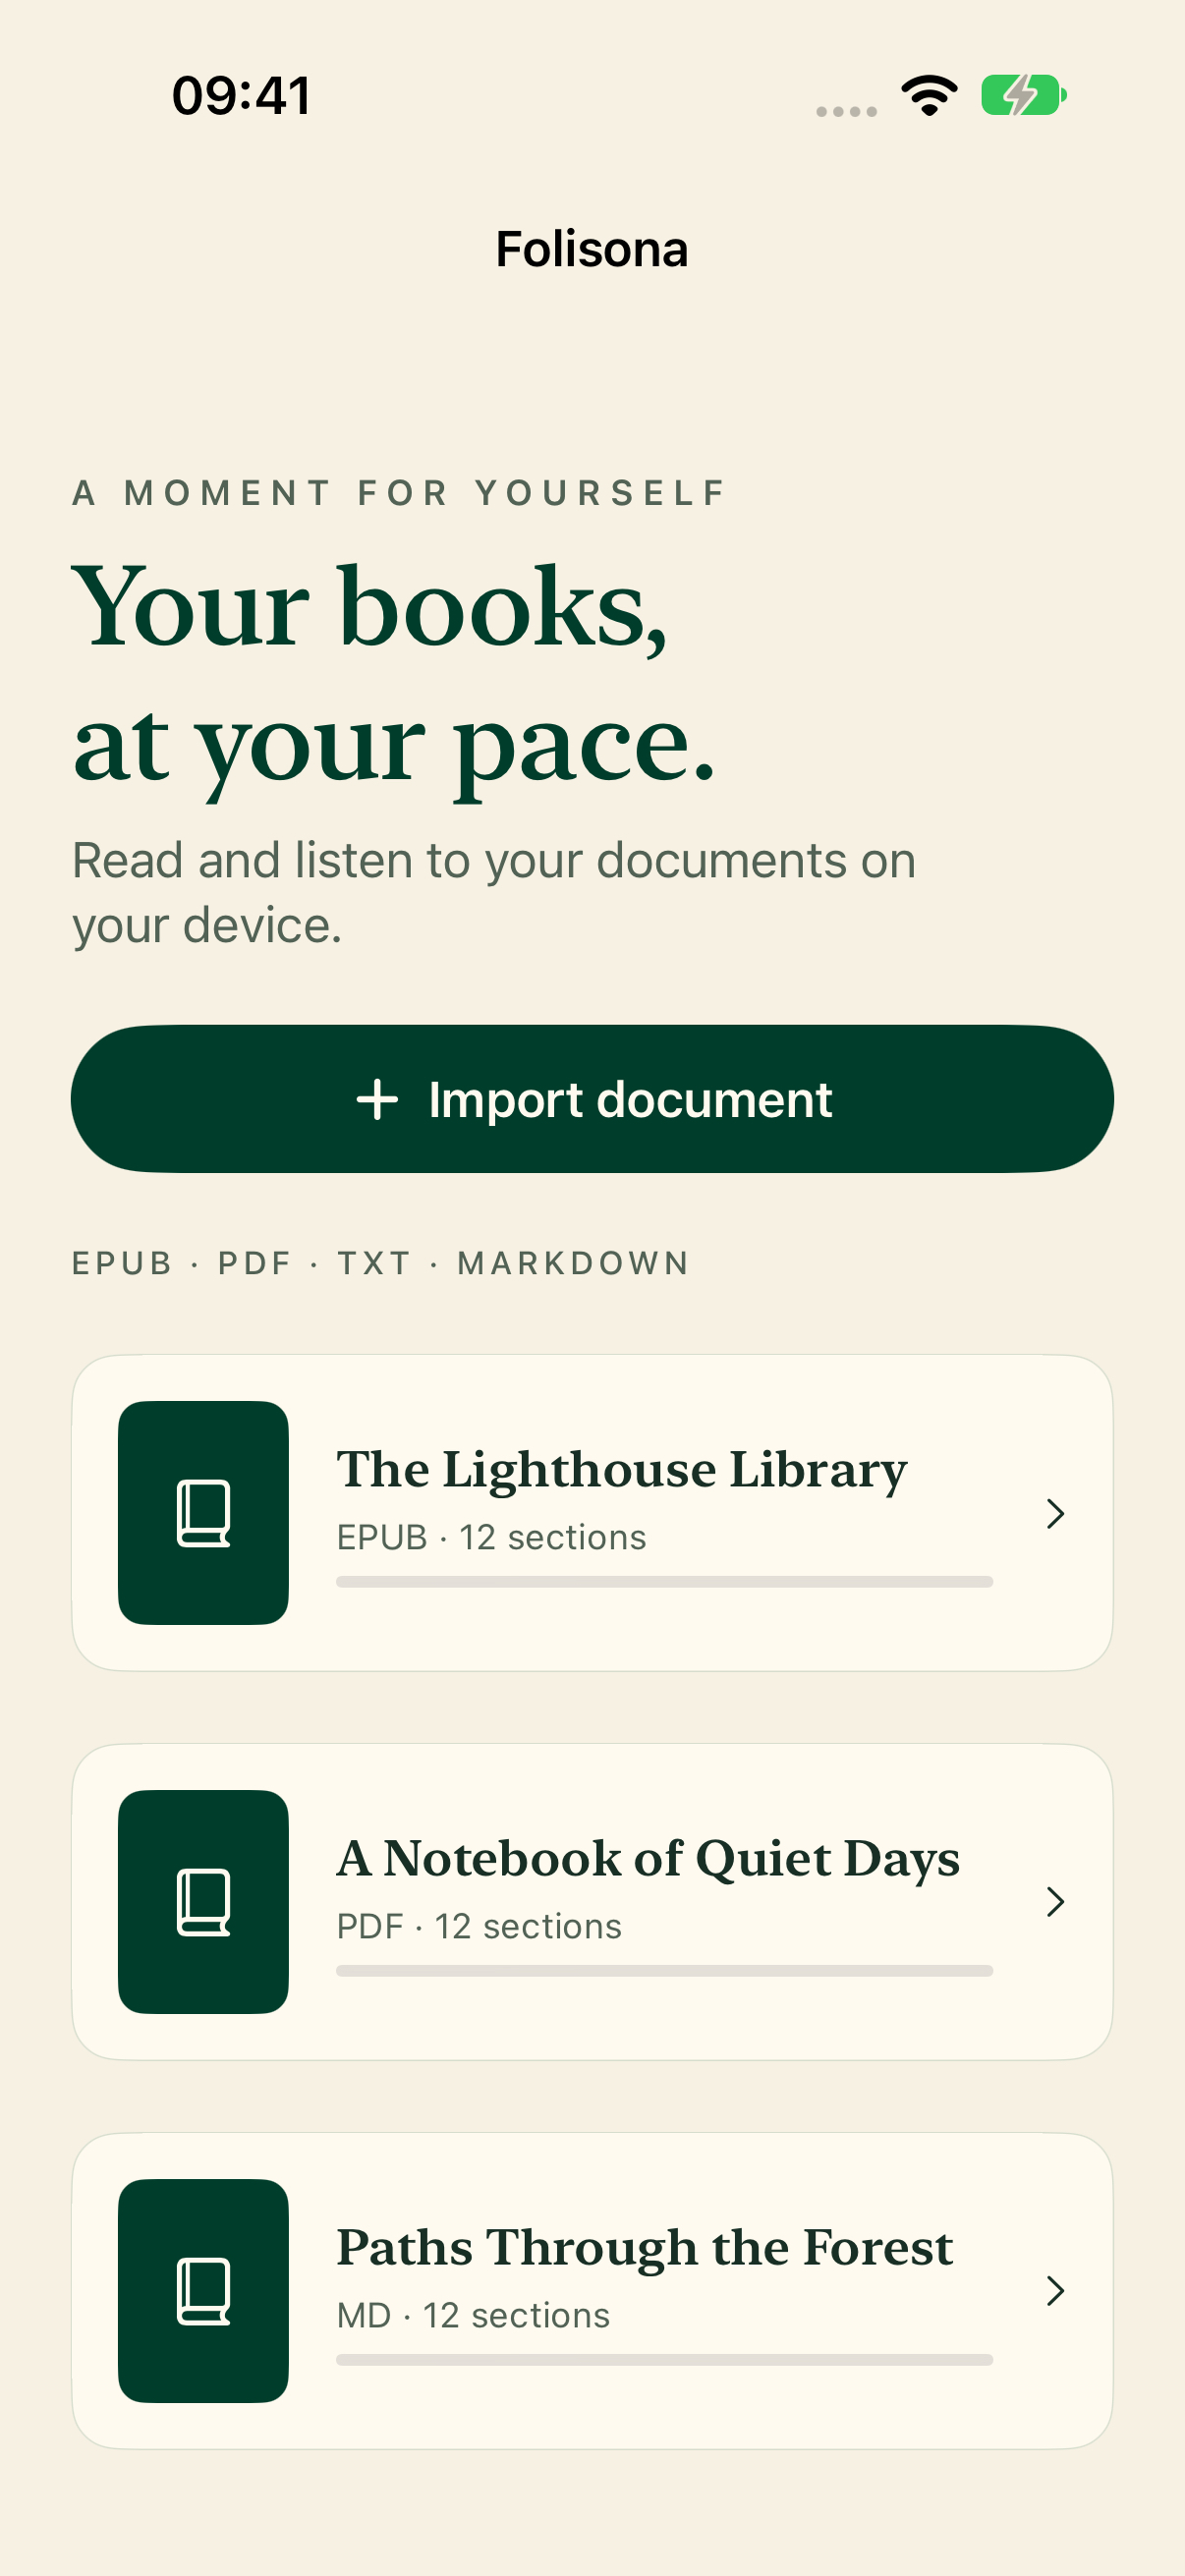 09:41
Folisona
A MOMENT FOR YOURSELF
Your books,
at your pace.
Read and listen to your documents on
your device.
Import document
EPUB · PDF · TXT · MARKDOWN
The Lighthouse Library
EPUB · 12 sections
A Notebook of Quiet Days
PDF · 12 sections
Paths Through the Forest
MD · 12 sections